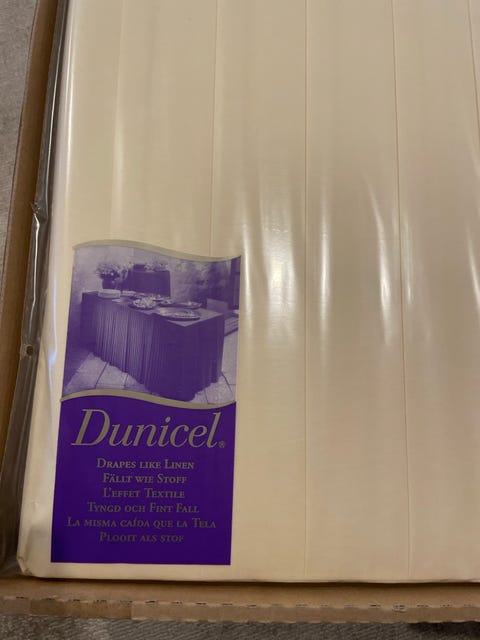 Dunicel®
Drapes like Linen
Fällt wie Stoff
L'effet Textile
Tyngd och Fint Fall
La misma caída que la Tela
Plooit als stof